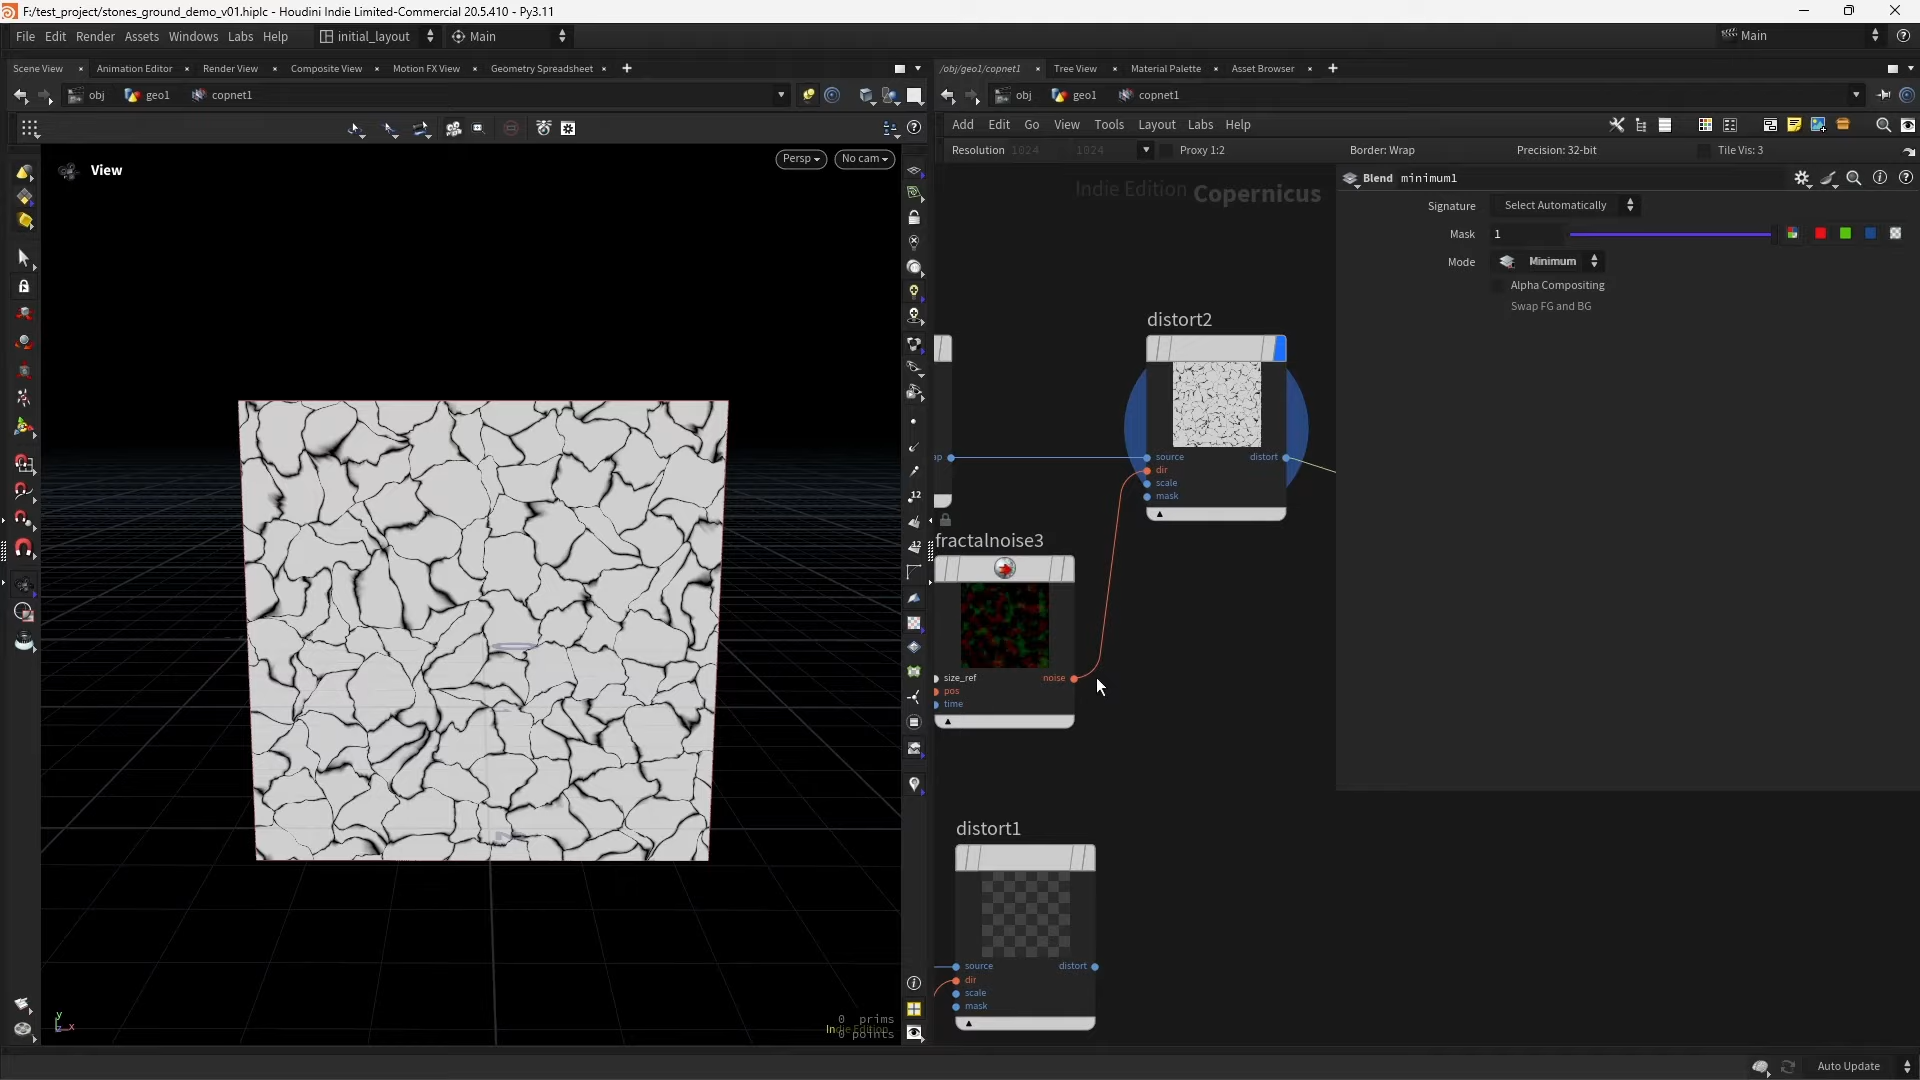 F:/test_project/stones_ground_demo_v01.hiplc - Houdini Indie Limited-Commercial 20.5.410 - Py3.11
File Edit Render Assets Windows Labs Help initial_layout Main Main
Scene View Animation Editor Render View Composite View Motion FX View Geometry Spreadsheet
/obj/geo1/copnet1 Tree View Material Palette Asset Browser
obj geo1 copnet1
obj geo1 copnet1
Add Edit Go View Tools Layout Labs Help
Resolution 1024 1024 Proxy 1:2 Border: Wrap Precision: 32-bit Tile Vis: 3
View
Persp No cam
Indie Edition Copernicus
Blend minimum1
Signature Select Automatically
Mask 1
Mode Minimum
Alpha Compositing
Swap FG and BG
distort2
source distort
dir
scale
mask
fractalnoise3
size_ref noise
pos
time
distort1
source distort
dir
scale
mask
12
12
y
z x
0 prims
Indie Edition
0 points
Auto Update